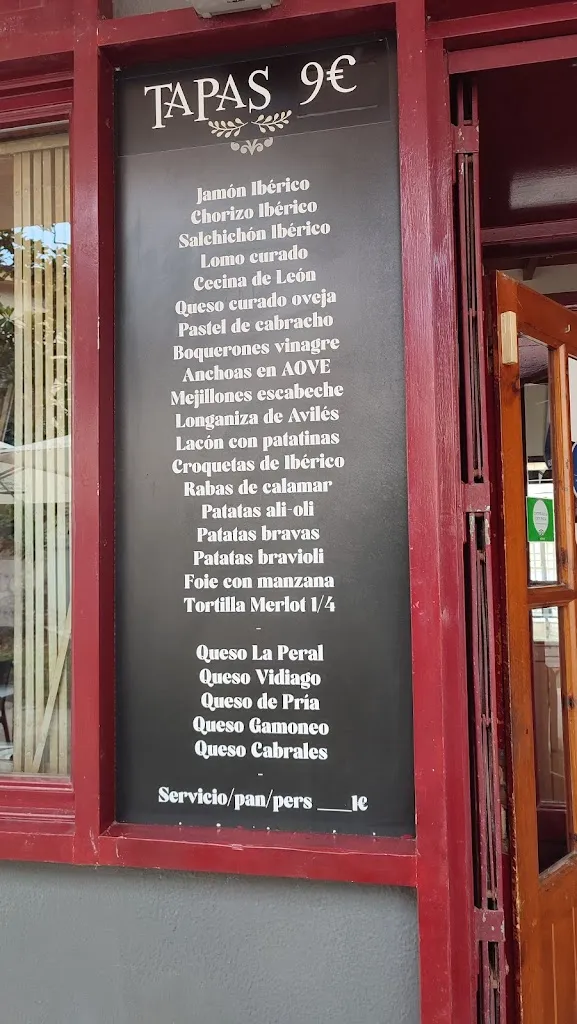 TAPAS 9€
Jamón Ibérico
Chorizo Ibérico
Salchichón Ibérico
Lomo curado
Cecina de León
Queso curado oveja
Pastel de cabracho
Boquerones vinagre
Anchoas en AOVE
Mejillones escabeche
Longaniza de Avilés
Lacón con patatinas
Croquetas de Ibérico
Rabas de calamar
Patatas ali-oli
Patatas bravas
Patatas bravioli
Foie con manzana
Tortilla Merlot 1/4
-
Queso La Peral
Queso Vidiago
Queso de Pría
Queso Gamoneo
Queso Cabrales
-
Servicio/pan/pers ___1€